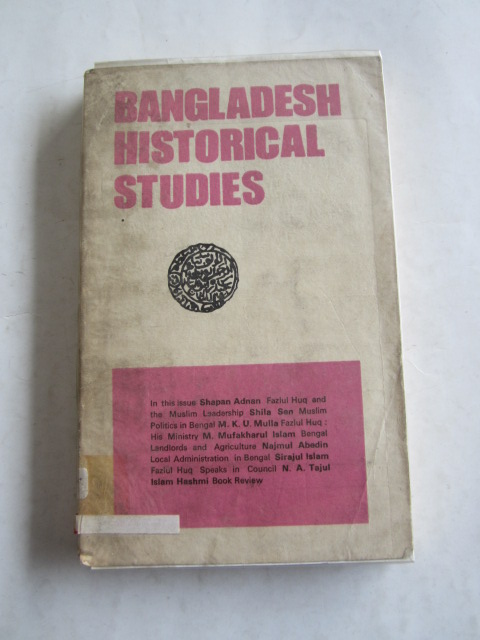 BANGLADESH
HISTORICAL
STUDIES
In this issue Shapan Adnan Fazlul Huq and
the Muslim Leadership Shila Sen Muslim
Politics in Bengal M. K. U. Mulla Fazlul Huq :
His Ministry M. Mufakharul Islam Bengal
Landlords and Agriculture Najmul Abedin
Local Administration in Bengal Sirajul Islam
Fazlul Huq Speaks in Council N. A. Tajul
Islam Hashmi Book Review